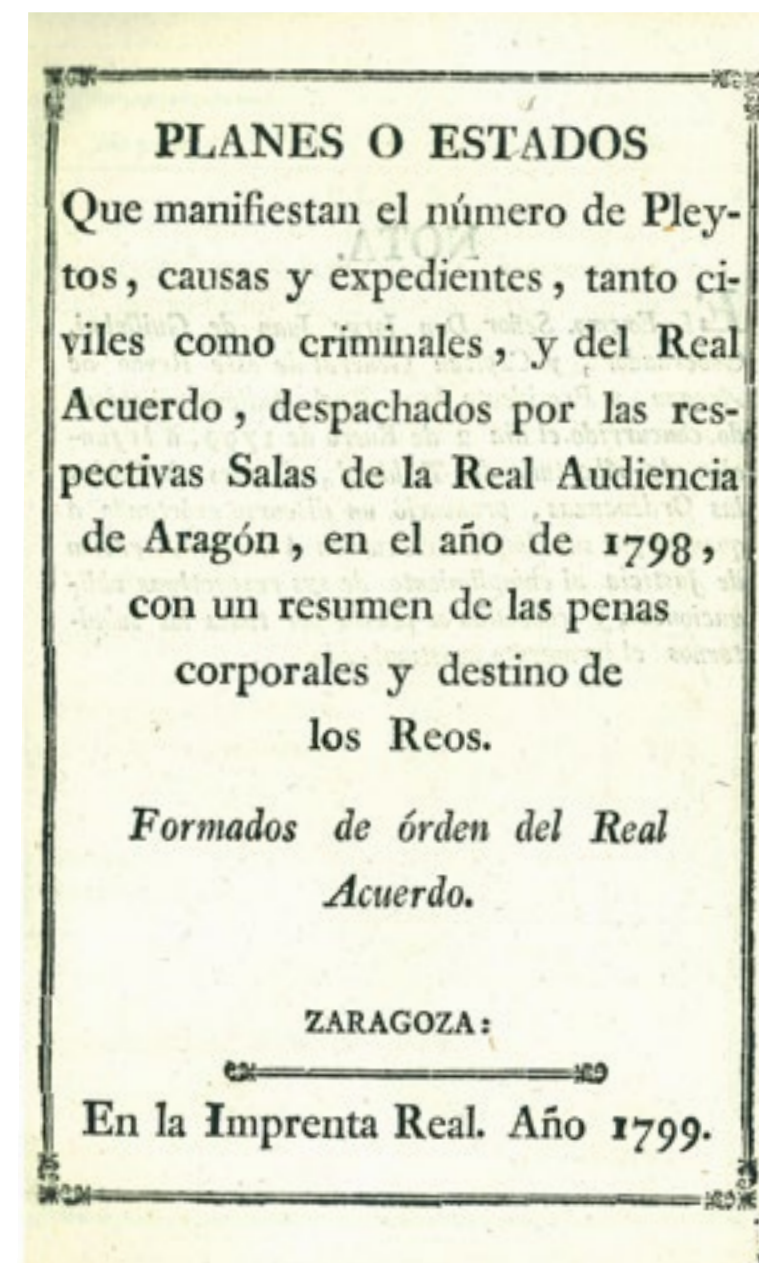 PLANES O ESTADOS
Que manifiestan el número de Pley-
tos, causas y expedientes, tanto ci-
viles como criminales, y del Real
Acuerdo, despachados por las res-
pectivas Salas de la Real Audiencia
de Aragón, en el año de 1798,
con un resumen de las penas
corporales y destino de
los Reos.
Formados de órden del Real
Acuerdo.
ZARAGOZA:
En la Imprenta Real. Año 1799.